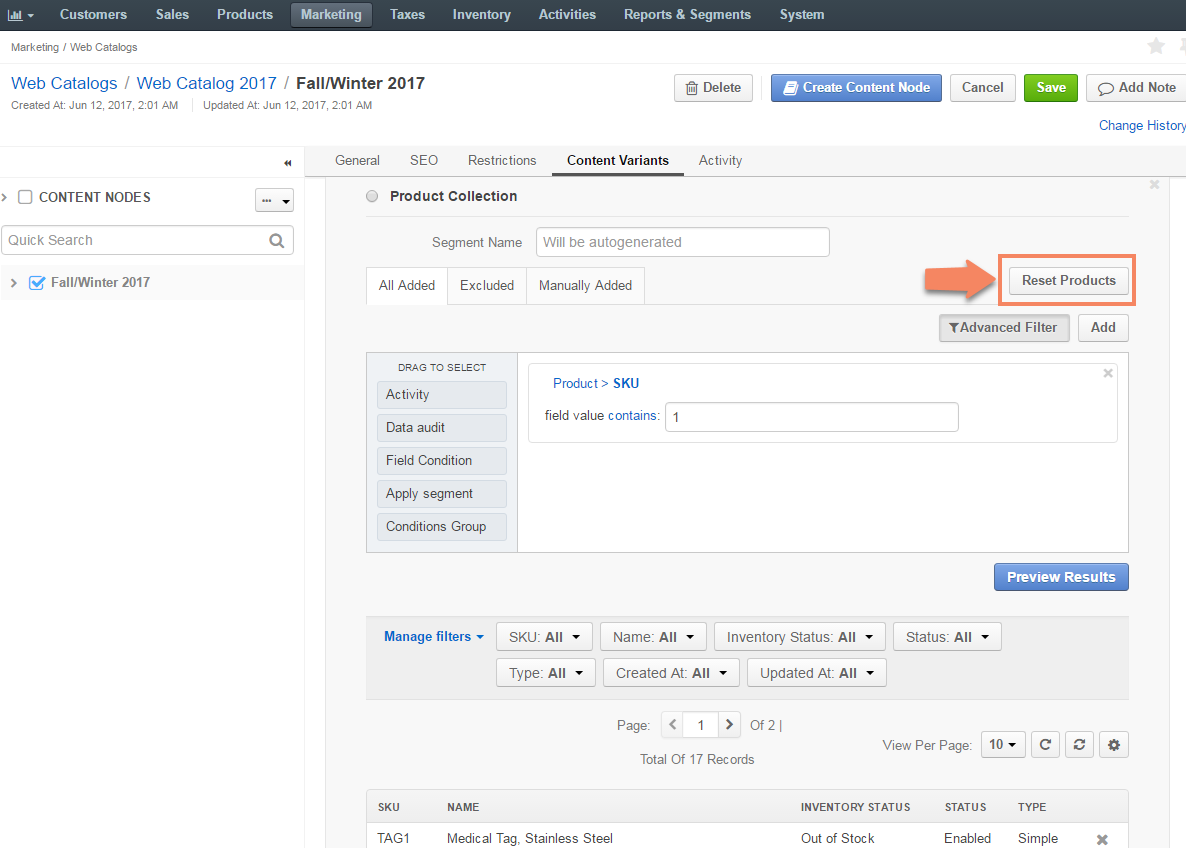 Customers Sales Products Marketing Taxes Inventory Activities Reports & Segments System
Marketing / Web Catalogs
Web Catalogs / Web Catalog 2017 / Fall/Winter 2017
Delete Create Content Node Cancel Save Add Note
Created At: Jun 12, 2017, 2:01 AM Updated At: Jun 12, 2017, 2:01 AM
Change History
General SEO Restrictions Content Variants Activity
CONTENT NODES ...
Quick Search
Fall/Winter 2017
Product Collection
Segment Name Will be autogenerated
All Added Excluded Manually Added Reset Products
Advanced Filter Add
DRAG TO SELECT
Activity
Data audit
Field Condition
Apply segment
Conditions Group
Product > SKU
field value contains: 1
Preview Results
Manage filters SKU: All Name: All Inventory Status: All Status: All
Type: All Created At: All Updated At: All
Page: 1 Of 2 |
Total Of 17 Records
View Per Page: 10
SKU NAME INVENTORY STATUS STATUS TYPE
TAG1 Medical Tag, Stainless Steel Out of Stock Enabled Simple